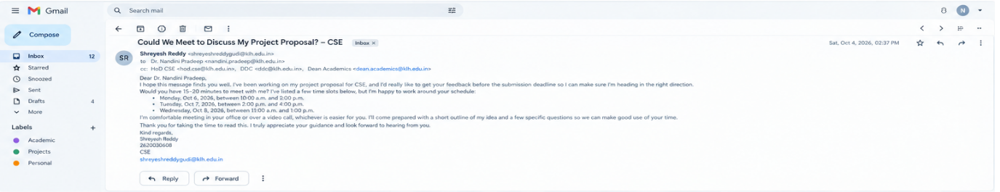 Gmail
Search mail
N
Compose
Inbox 12
Starred
Snoozed
Sent
Drafts 4
More
Labels +
Academic
Projects
Personal
Could We Meet to Discuss My Project Proposal? – CSE Inbox ×
Sat, Oct 4, 2026, 02:37 PM
SR
Shreyesh Reddy <shreyeshreddygudi@klh.edu.in>
to Dr. Nandini Pradeep <nandini.pradeep@klh.edu.in>
cc: HoD CSE <hod.cse@klh.edu.in>, DDC <ddc@klh.edu.in>, Dean Academics <dean.academics@klh.edu.in>
Dear Dr. Nandini Pradeep,
I hope this message finds you well. I've been working on my project proposal for CSE, and I'd really like to get your feedback before the submission deadline so I can make sure I'm heading in the right direction.
Would you have 15–20 minutes to meet with me? I've listed a few time slots below, but I'm happy to work around your schedule:
• Monday, Oct 6, 2026, between 10:00 a.m. and 2:00 p.m.
• Tuesday, Oct 7, 2026, between 2:00 p.m. and 4:00 p.m.
• Wednesday, Oct 8, 2026, between 11:00 a.m. and 1:00 p.m.
I'm comfortable meeting in your office or over a video call, whichever is easier for you. I'll come prepared with a short outline of my idea and a few specific questions so we can make good use of your time.
Thank you for taking the time to read this. I truly appreciate your guidance and look forward to hearing from you.
Kind regards,
Shreyesh Reddy
2620030608
CSE
shreyeshreddygudi@klh.edu.in
Reply
Forward